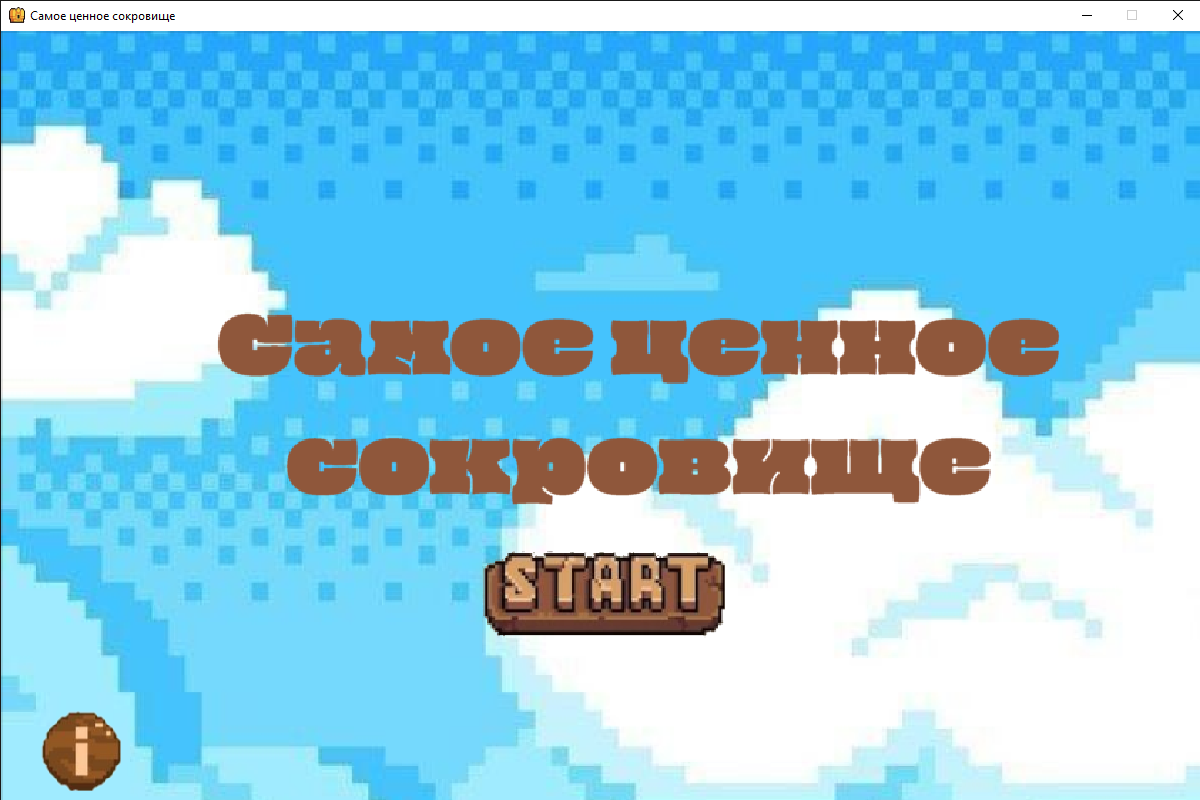 Самое ценное сокровище
Самое ценное
сокровище
START
i